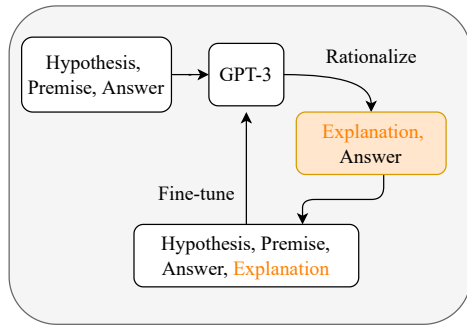 Hypothesis,
Premise, Answer
GPT-3
Rationalize
Explanation,
Answer
Fine-tune
Hypothesis, Premise,
Answer, Explanation